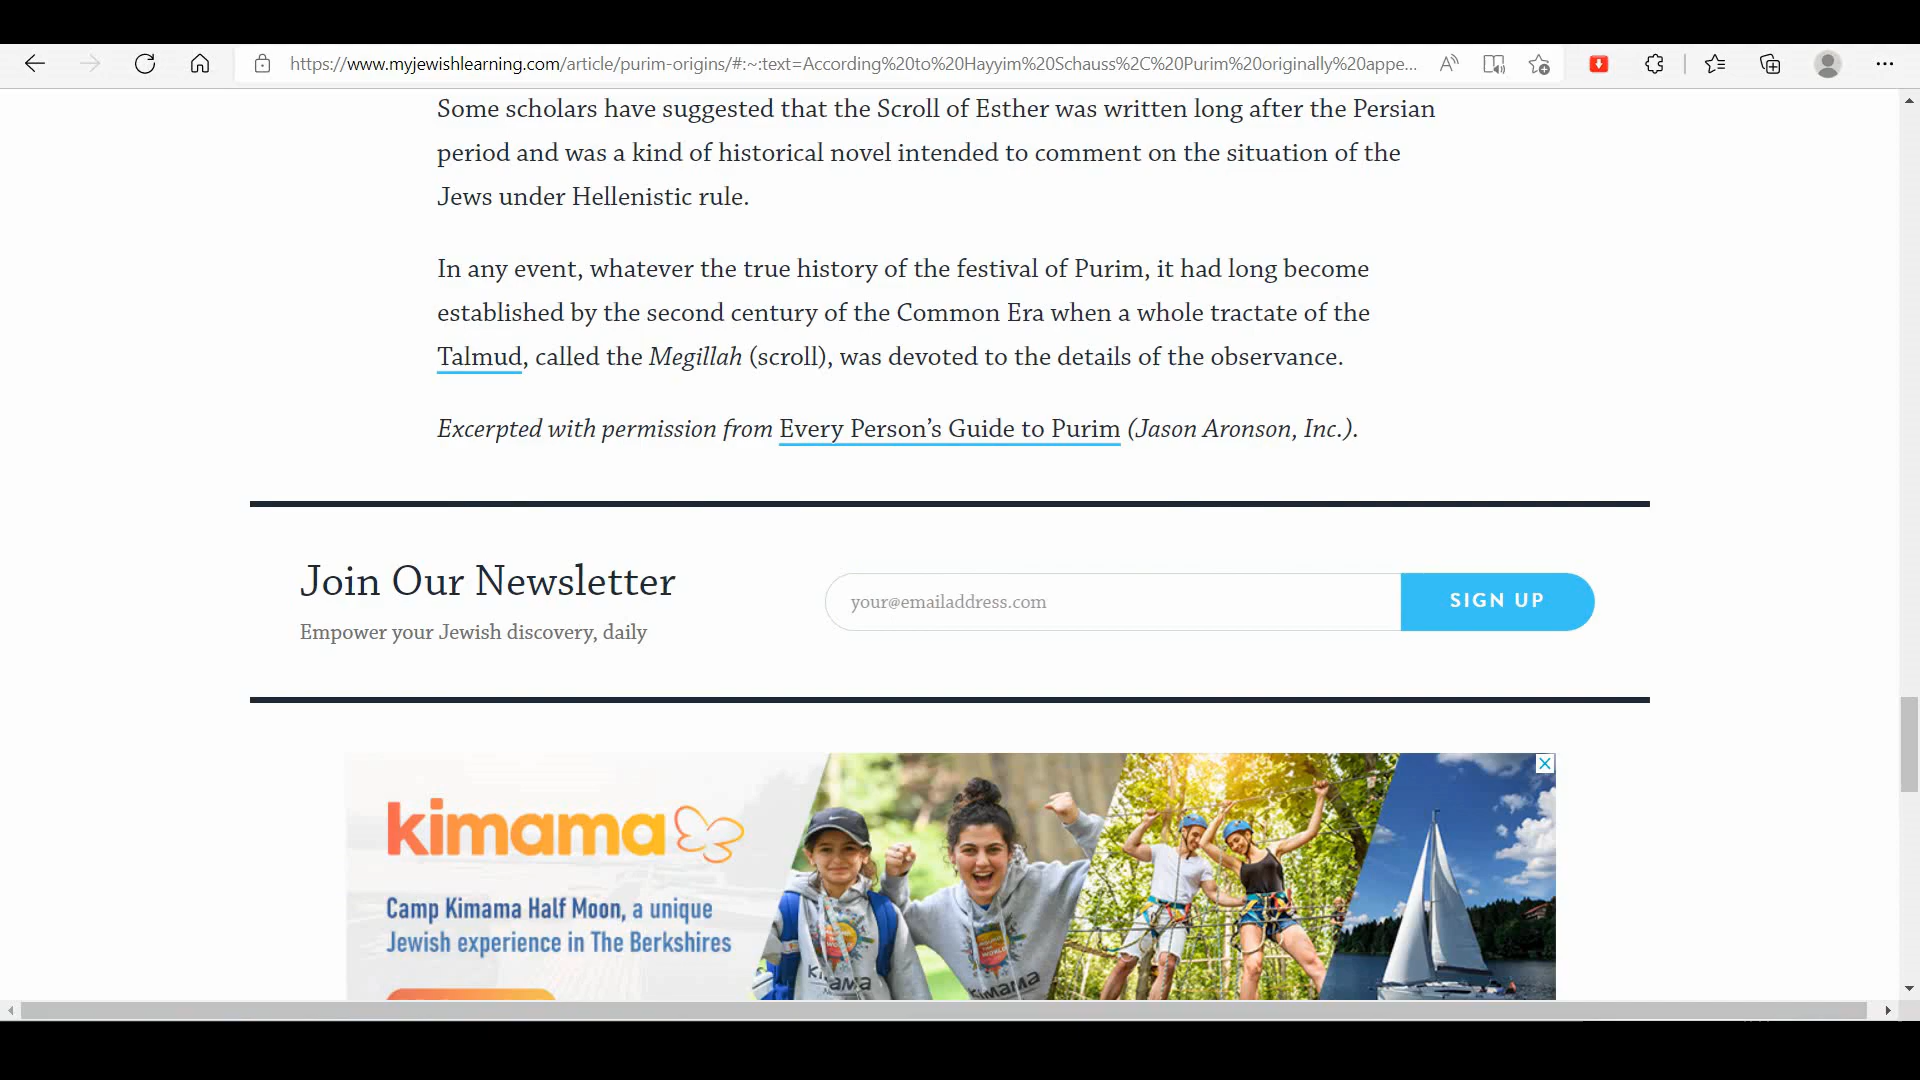 https://www.myjewishlearning.com/article/purim-origins/#:~:text=According%20to%20Hayyim%20Schauss%2C%20Purim%20originally%20appe...
Some scholars have suggested that the Scroll of Esther was written long after the Persian
period and was a kind of historical novel intended to comment on the situation of the
Jews under Hellenistic rule.
In any event, whatever the true history of the festival of Purim, it had long become
established by the second century of the Common Era when a whole tractate of the
Talmud, called the Megillah (scroll), was devoted to the details of the observance.
Excerpted with permission from Every Person’s Guide to Purim (Jason Aronson, Inc.).
Join Our Newsletter
Empower your Jewish discovery, daily
your@emailaddress.com
SIGN UP
kimama
Camp Kimama Half Moon, a unique
Jewish experience in The Berkshires